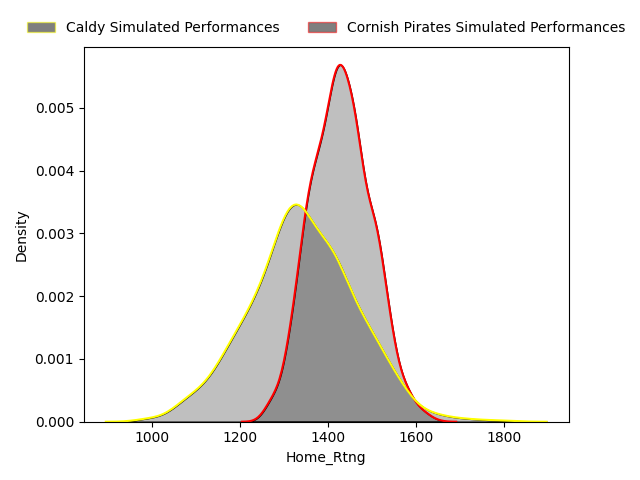 Caldy Simulated Performances Cornish Pirates Simulated Performances
0.005
0.004
0.003
0.002
0.001
0.000
Density
1000 1200 1400 1600 1800
Home_Rtng